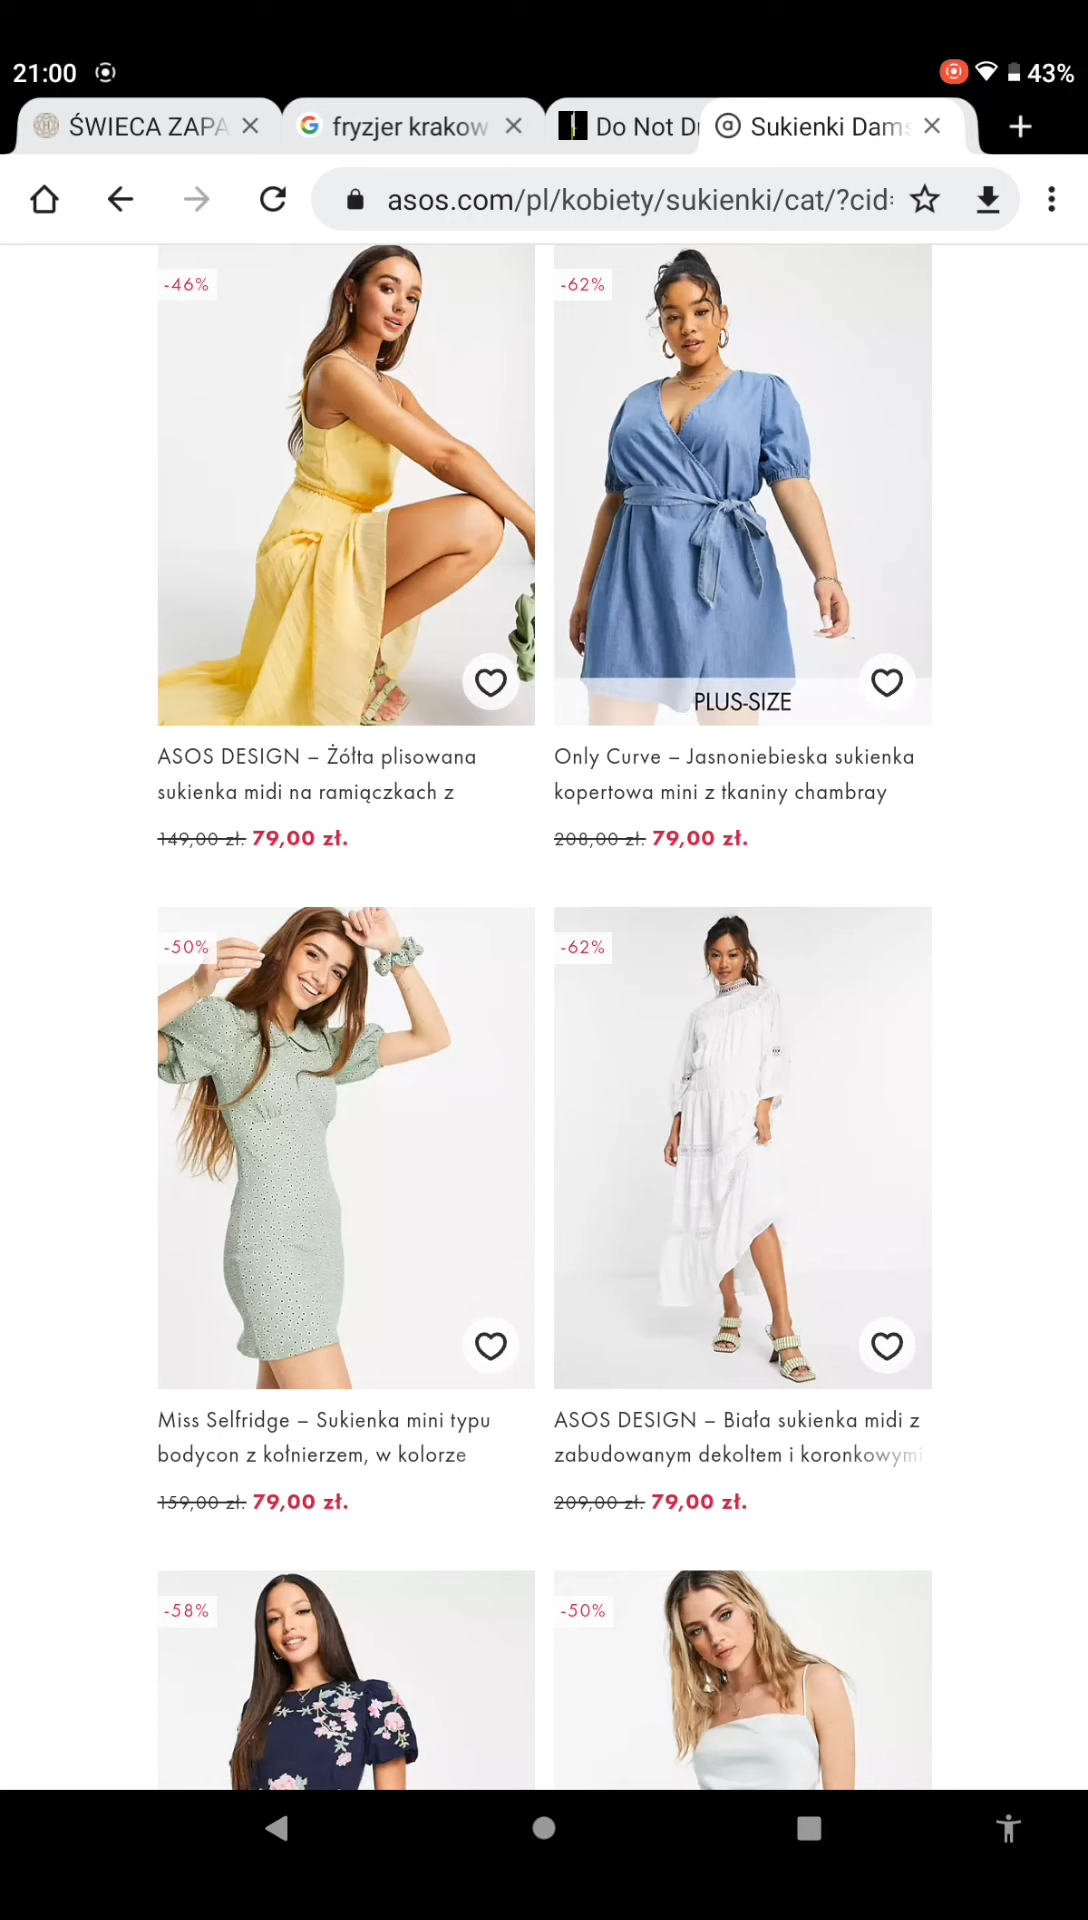 21:00
43%
ŚWIECA ZAPA
fryzjer krakow
Do Not D
Sukienki Dams
asos.com/pl/kobiety/sukienki/cat/?cid=
-46%
-62%
PLUS-SIZE
ASOS DESIGN – Żółta plisowana
sukienka midi na ramiączkach z
149,00 zł. 79,00 zł.
Only Curve – Jasnoniebieska sukienka
kopertowa mini z tkaniny chambray
208,00 zł. 79,00 zł.
-50%
-62%
Miss Selfridge – Sukienka mini typu
bodycon z kołnierzem, w kolorze
159,00 zł. 79,00 zł.
ASOS DESIGN – Biała sukienka midi z
zabudowanym dekoltem i koronkowymi
209,00 zł. 79,00 zł.
-58%
-50%